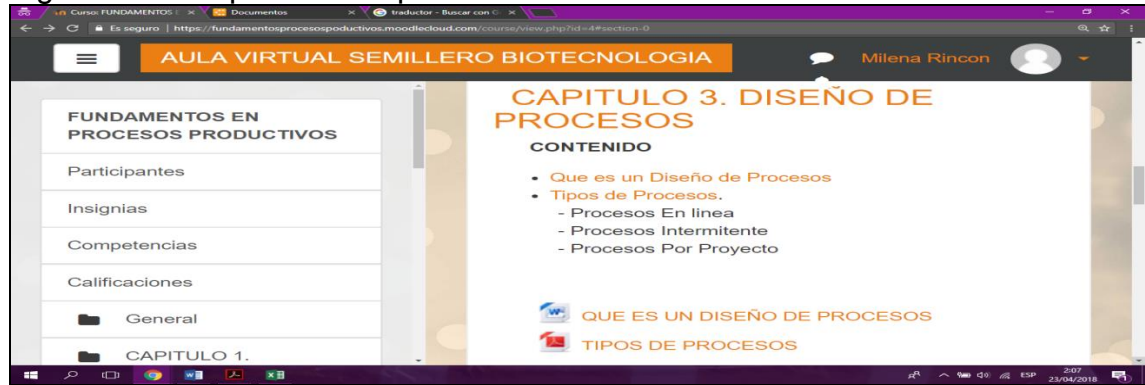 Curso: FUNDAMENTOS E
Documentos
traductor - Buscar con G
Es seguro | https://fundamentosprocesosproductivos.moodlecloud.com/course/view.php?id=4#section-0
AULA VIRTUAL SEMILLERO BIOTECNOLOGIA
Milena Rincon
FUNDAMENTOS EN
PROCESOS PRODUCTIVOS
Participantes
Insignias
Competencias
Calificaciones
General
CAPITULO 1.
CAPITULO 3. DISEÑO DE
PROCESOS
CONTENIDO
• Que es un Diseño de Procesos
• Tipos de Procesos.
- Procesos En linea
- Procesos Intermitente
- Procesos Por Proyecto
QUE ES UN DISEÑO DE PROCESOS
TIPOS DE PROCESOS
ESP
2:07
23/04/2018